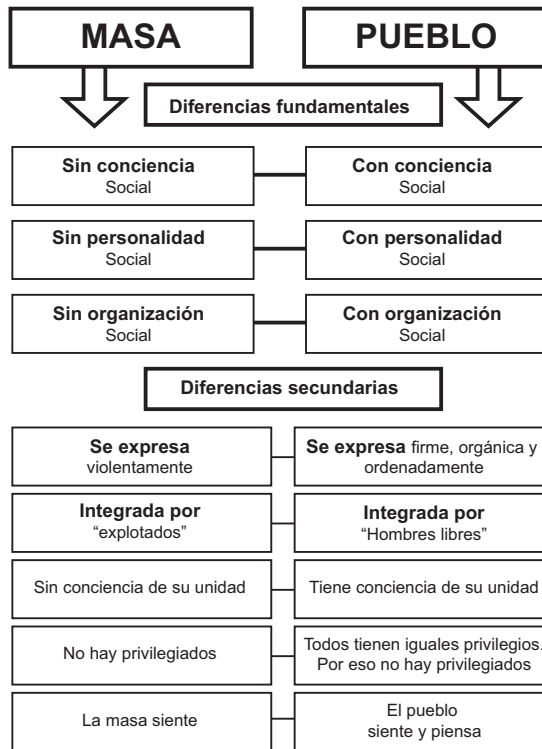 MASA
PUEBLO
Diferencias fundamentales
Sin conciencia
Social
Con conciencia
Social
Sin personalidad
Social
Con personalidad
Social
Sin organización
Social
Con organización
Social
Diferencias secundarias
Se expresa
violentamente
Se expresa firme, orgánica y
ordenadamente
Integrada por
“explotados”
Integrada por
“Hombres libres”
Sin conciencia de su unidad
Tiene conciencia de su unidad
No hay privilegiados
Todos tienen iguales privilegios.
Por eso no hay privilegiados
La masa siente
El pueblo
siente y piensa